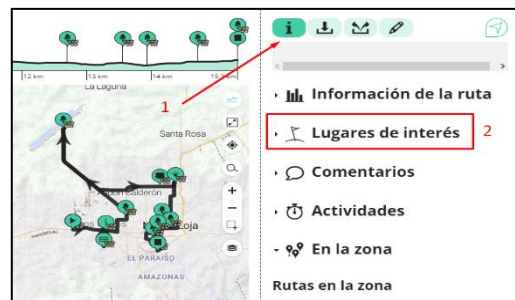 12 km
13 km
14 km
15,2 km
La Laguna
1
Santa Rosa
Loja
EL PARAÍSO
AMAZONAS
i
Información de la ruta
Lugares de interés
2
Comentarios
Actividades
En la zona
Rutas en la zona